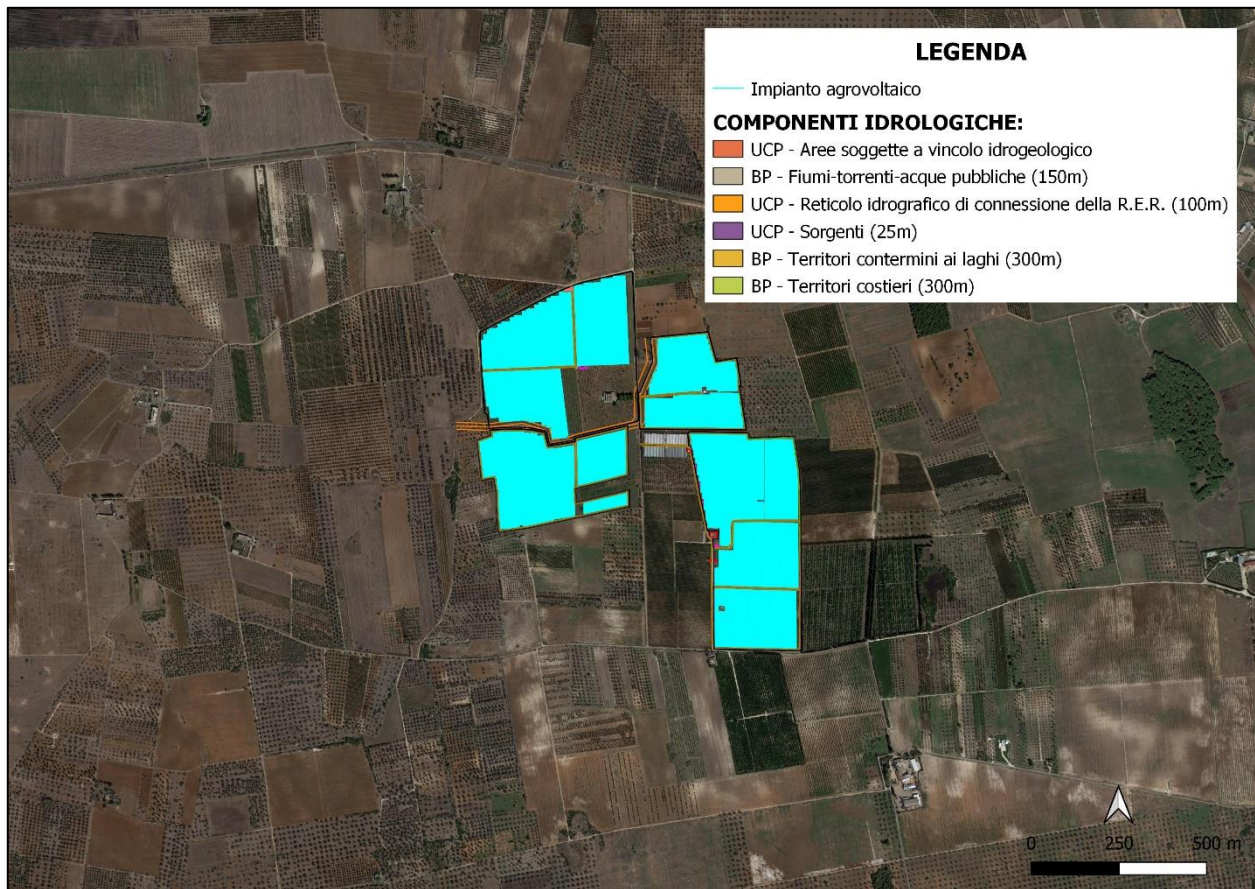 LEGENDA
Impianto agrovoltaico
COMPONENTI IDROLOGICHE:
UCP - Aree soggette a vincolo idrogeologico
BP - Fiumi-torrenti-acque pubbliche (150m)
UCP - Reticolo idrografico di connessione della R.E.R. (100m)
UCP - Sorgenti (25m)
BP - Territori contermini ai laghi (300m)
BP - Territori costieri (300m)
0 250 500 m